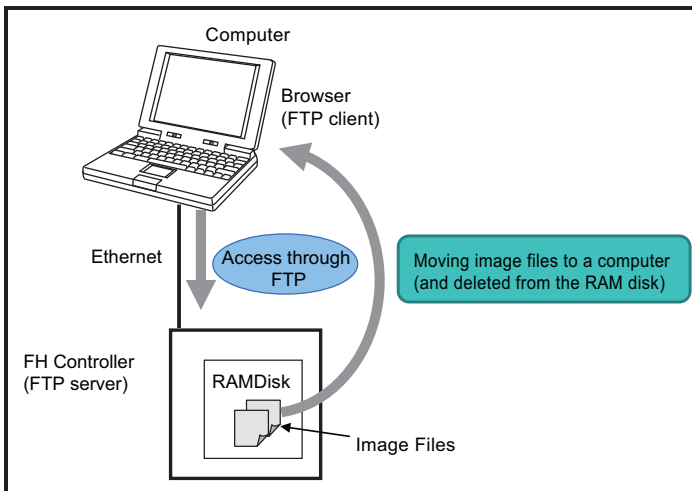 Computer
Browser
(FTP client)
Ethernet
Access through
FTP
Moving image files to a computer
(and deleted from the RAM disk)
FH Controller
(FTP server)
RAMDisk
Image Files